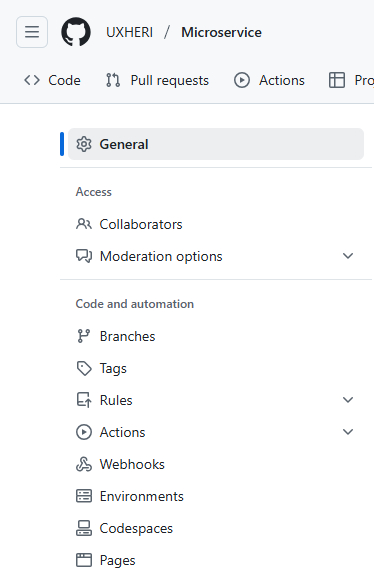 UXHERI / Microservice
Code Pull requests Actions Pro
General
Access
Collaborators
Moderation options
Code and automation
Branches
Tags
Rules
Actions
Webhooks
Environments
Codespaces
Pages